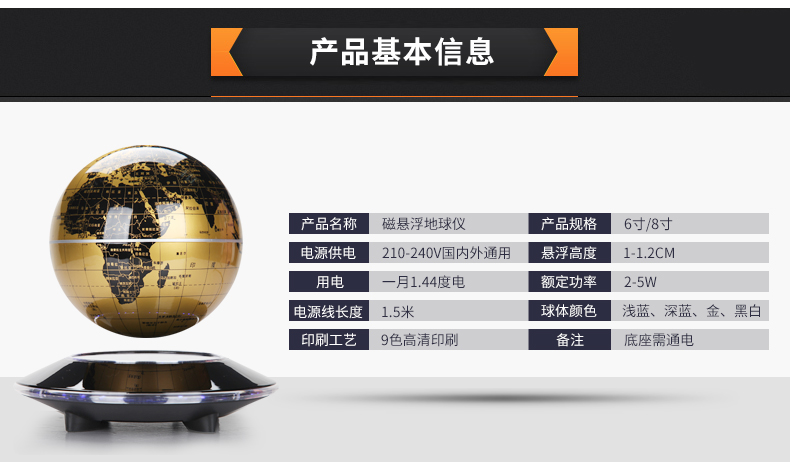 产品基本信息
产品名称 磁悬浮地球仪 产品规格 6寸/8寸
电源供电 210-240V国内外通用 悬浮高度 1-1.2CM
用电 一月1.44度电 额定功率 2-5W
电源线长度 1.5米 球体颜色 浅蓝、深蓝、金、黑白
印刷工艺 9色高清印刷 备注 底座需通电